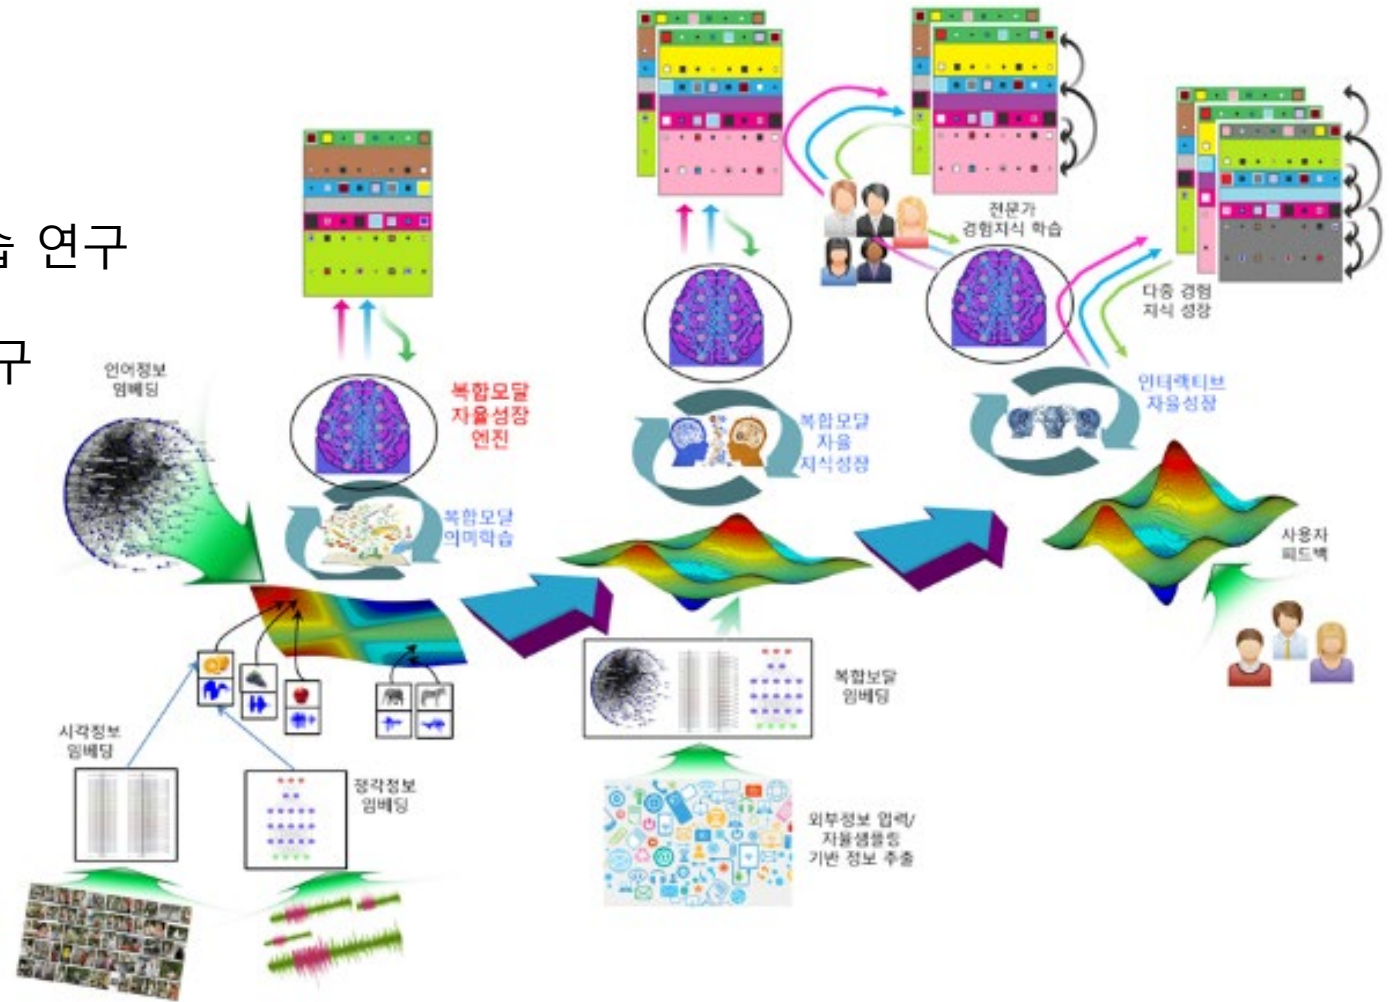 습 연구
구
언어정보
임베딩
복합모달
자율성장
엔진
복합모달
의미학습
시각정보
임베딩
청각정보
임베딩
복합모달
자율
지식성장
복합모달
임베딩
외부정보 입력/
자율샘플링
기반 정보 추출
전문가
경험지식 학습
다중 경험
지식 성장
인터랙티브
자율성장
사용자
피드백